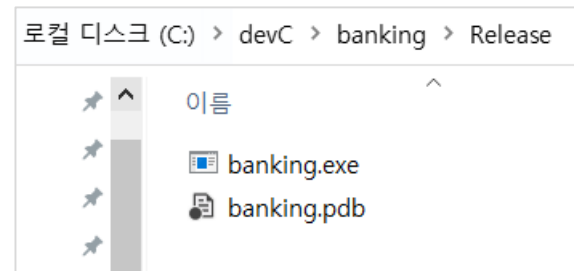 로컬 디스크 (C:) > devC > banking > Release
이름
banking.exe
banking.pdb